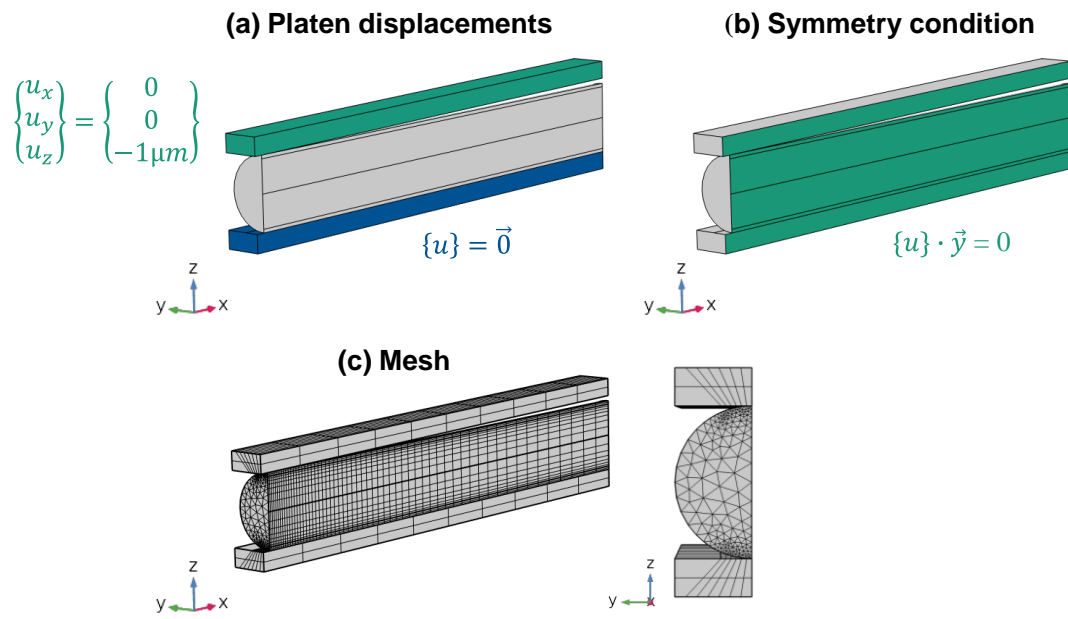 (a) Platen displacements
(b) Symmetry condition
{u_x u_y u_z} = {0 0 −1μm}
{u} = 0⃗
{u} · y⃗ = 0
z
y
x
z
y
x
(c) Mesh
z
y
x
z
y
x